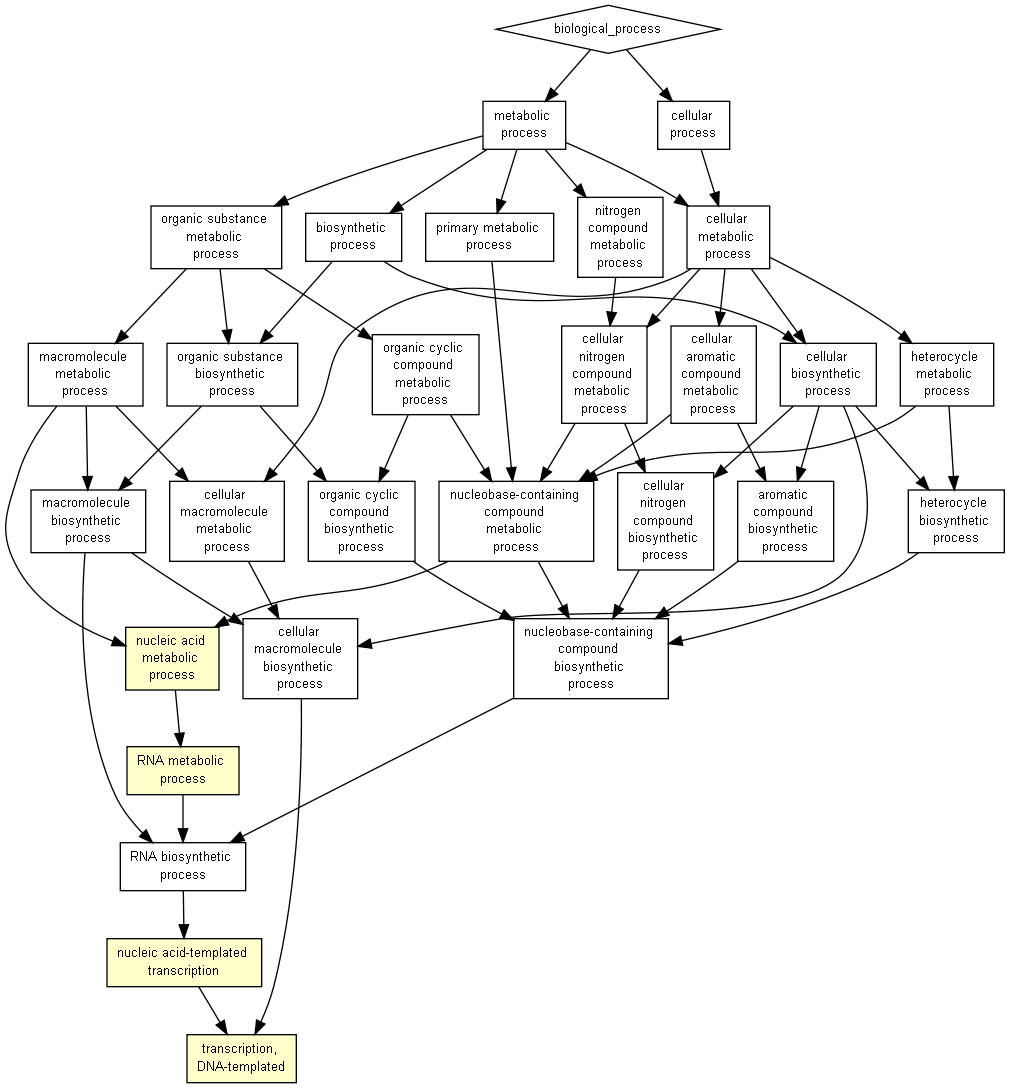 biological_process
metabolic
process
cellular
process
organic substance
metabolic
process
biosynthetic
process
primary metabolic
process
nitrogen
compound
metabolic
process
cellular
metabolic
process
macromolecule
metabolic
process
organic substance
biosynthetic
process
organic cyclic
compound
metabolic
process
cellular
nitrogen
compound
metabolic
process
cellular
aromatic
compound
metabolic
process
cellular
biosynthetic
process
heterocycle
metabolic
process
macromolecule
biosynthetic
process
cellular
macromolecule
metabolic
process
organic cyclic
compound
biosynthetic
process
nucleobase-containing
compound
metabolic
process
cellular
nitrogen
compound
biosynthetic
process
aromatic
compound
biosynthetic
process
heterocycle
biosynthetic
process
nucleic acid
metabolic
process
cellular
macromolecule
biosynthetic
process
nucleobase-containing
compound
biosynthetic
process
RNA metabolic
process
RNA biosynthetic
process
nucleic acid-templated
transcription
transcription,
DNA-templated